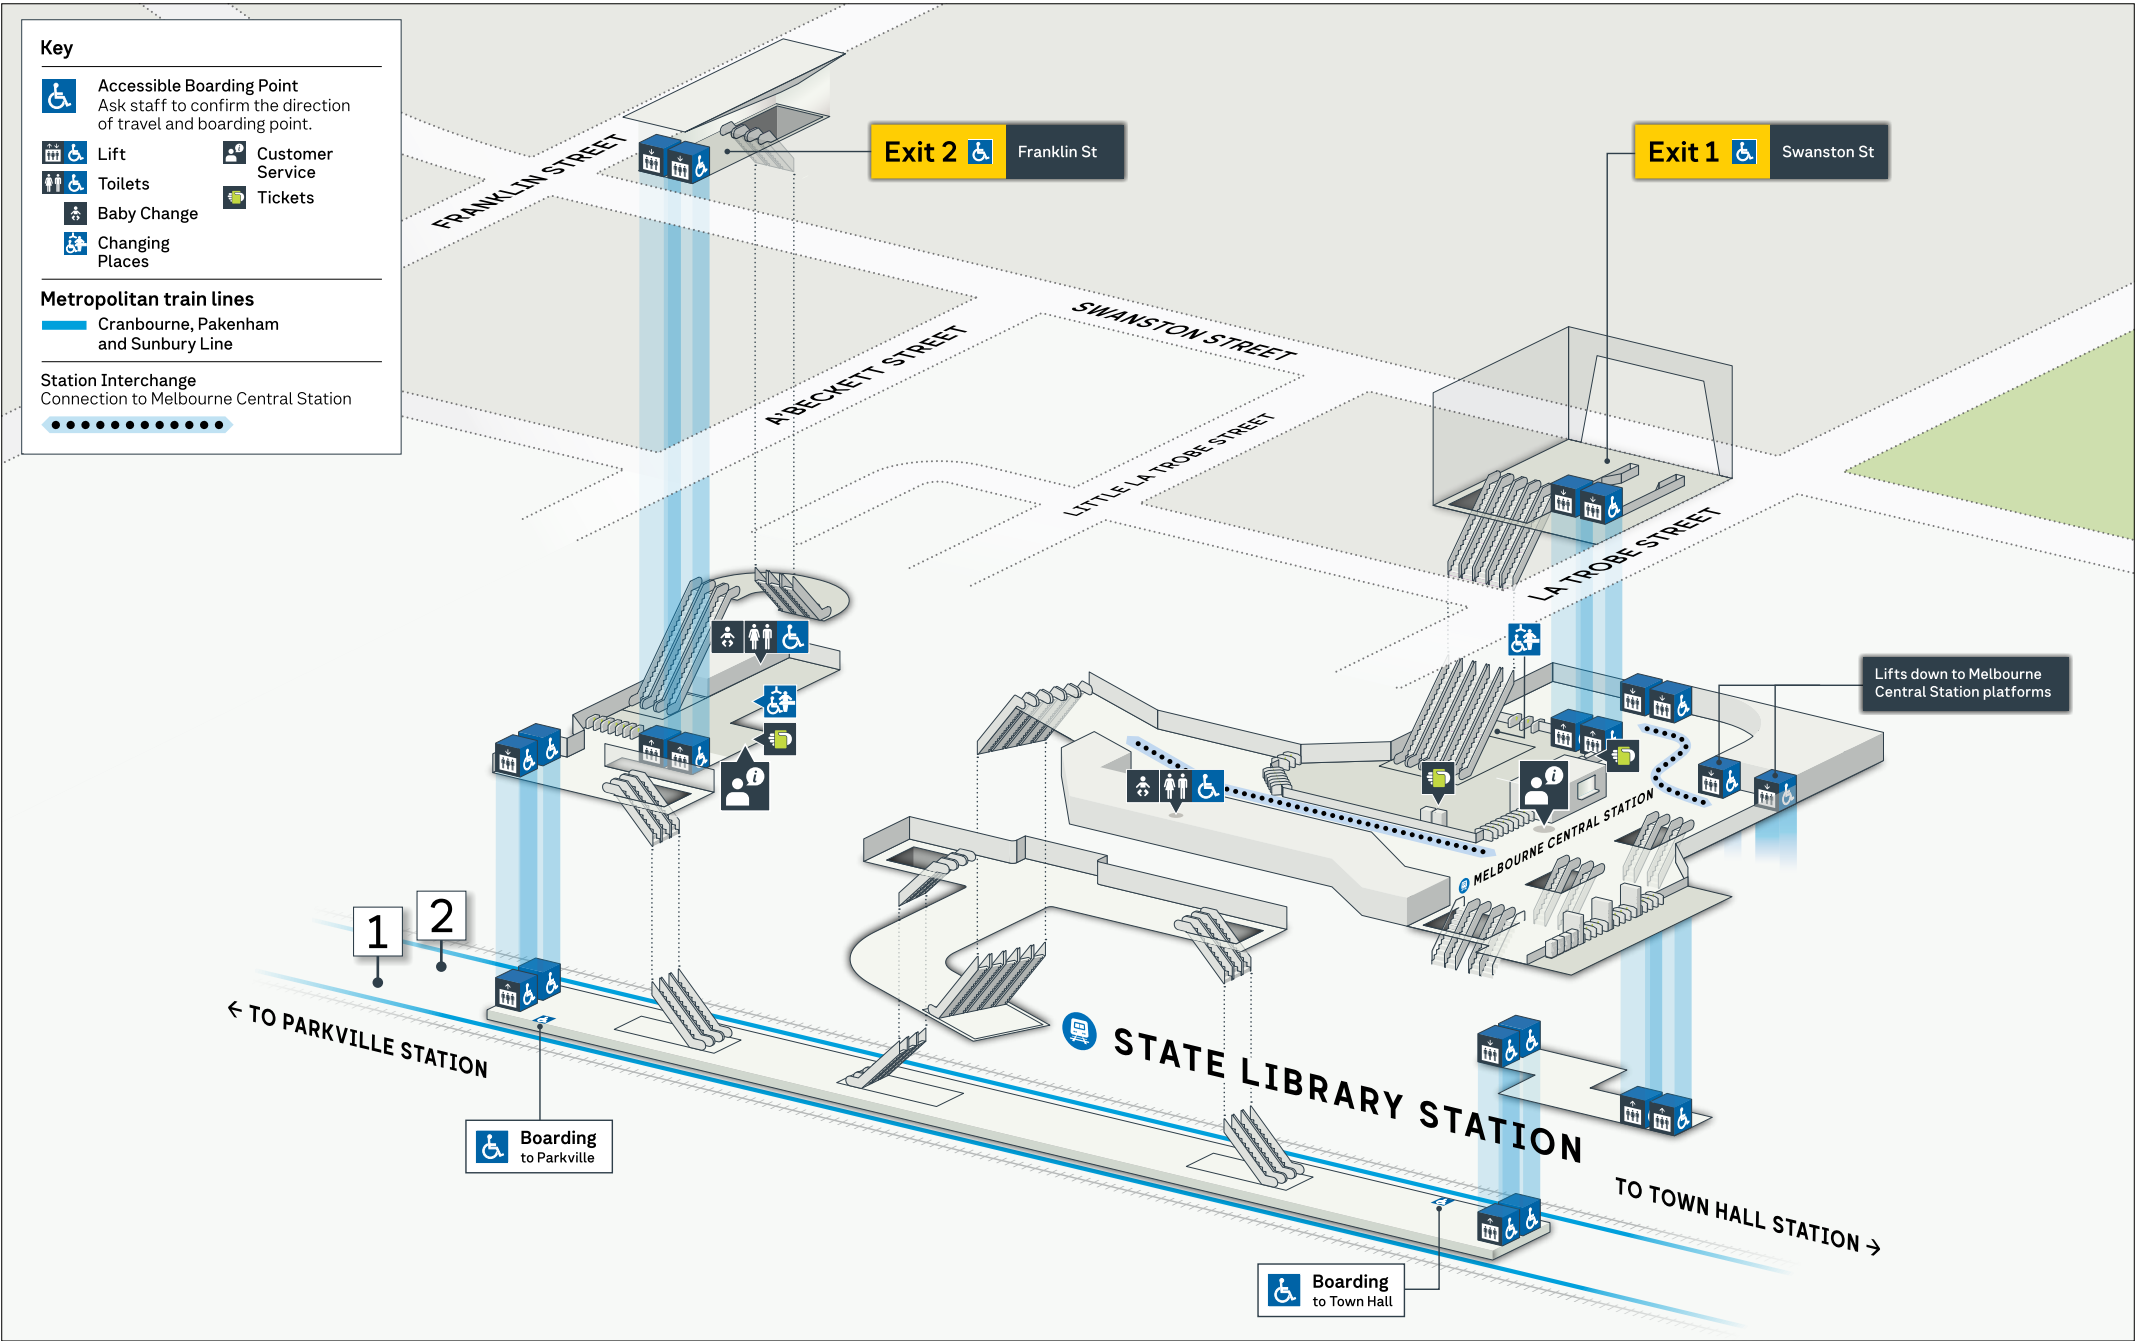 Key
Accessible Boarding Point
Ask staff to confirm the direction
of travel and boarding point.
Lift
Toilets
Baby Change
Changing
Places
Customer
Service
Tickets
Metropolitan train lines
Cranbourne, Pakenham
and Sunbury Line
Station Interchange
Connection to Melbourne Central Station
FRANKLIN STREET
Exit 2
Franklin St
Exit 1
Swanston St
SWANSTON STREET
A'BECKETT STREET
LITTLE LA TROBE STREET
LA TROBE STREET
Lifts down to Melbourne
Central Station platforms
MELBOURNE CENTRAL STATION
1
2
← TO PARKVILLE STATION
STATE LIBRARY STATION
Boarding
to Parkville
TO TOWN HALL STATION →
Boarding
to Town Hall